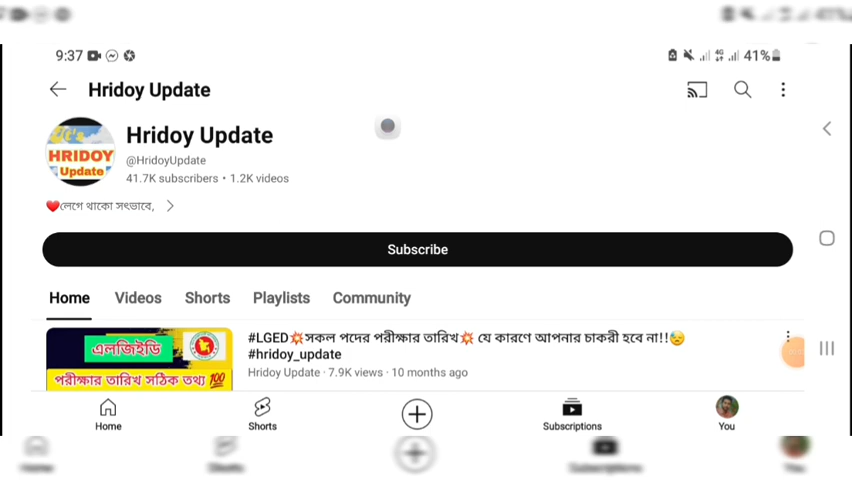 9:37
4G 41%
Hridoy Update
HRIDOY
Update
Hridoy Update
@HridoyUpdate
41.7K subscribers • 1.2K videos
❤️লেগে থাকো সৎভাবে,
Subscribe
Home Videos Shorts Playlists Community
এলজিইডি
পরীক্ষার তারিখ সঠিক তথ্য 💯
#LGED💥সকল পদের পরীক্ষার তারিখ💥 যে কারণে আপনার চাকরী হবে না!!😓
#hridoy_update
Hridoy Update · 7.9K views · 10 months ago
Home Shorts Subscriptions You